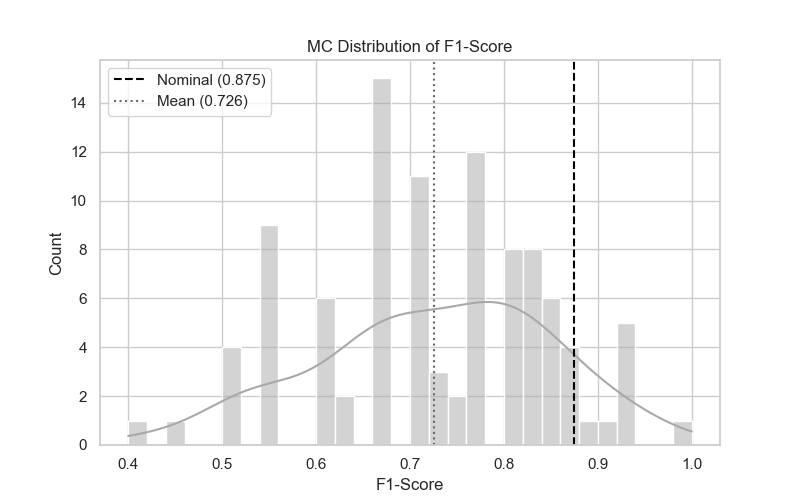 MC Distribution of F1-Score
Nominal (0.875)
Mean (0.726)
14
12
10
8
6
4
2
0
Count
0.4 0.5 0.6 0.7 0.8 0.9 1.0
F1-Score